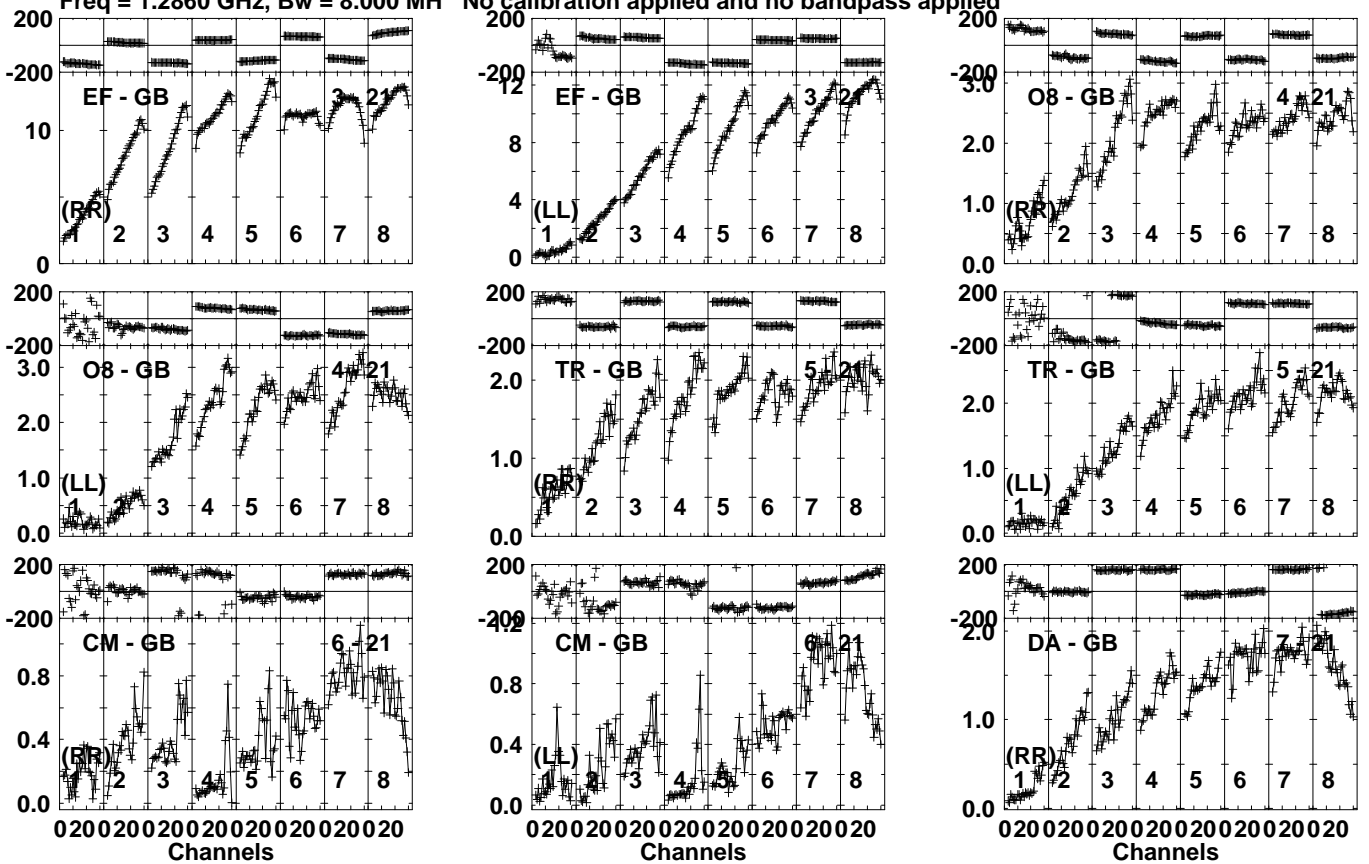 Freq = 1.2860 GHz, Bw = 8.000 MH No calibration applied and no bandpass applied
200
-200
EF - GB 3 - 21
10
0
(RR)
1 2 3 4 5 6 7 8
200
-200
12
EF - GB 3 - 21
8
4
0
(LL)
1 2 3 4 5 6 7 8
200
-200
3.0
O8 - GB 4 - 21
2.0
1.0
0.0
(RR)
1 2 3 4 5 6 7 8
200
-200
O8 - GB 4 - 21
3.0
2.0
1.0
0.0
(LL)
1 2 3 4 5 6 7 8
200
-200
TR - GB 5 - 21
2.0
1.0
0.0
(RR)
1 2 3 4 5 6 7 8
200
-200
TR - GB 5 - 21
2.0
1.0
0.0
(LL)
1 2 3 4 5 6 7 8
200
-200
CM - GB 6 - 21
0.8
0.4
0.0
(RR)
1 2 3 4 5 6 7 8
0 20 0 20 0 20 0 20 0 20 0 20 0 20 0 20
Channels
200
-200
1.2
CM - GB 6 - 21
0.8
0.4
0.0
(LL)
1 2 3 4 5 6 7 8
0 20 0 20 0 20 0 20 0 20 0 20 0 20 0 20
Channels
200
-200
2.0
DA - GB 7 - 21
1.0
0.0
(RR)
1 2 3 4 5 6 7 8
0 20 0 20 0 20 0 20 0 20 0 20 0 20 0 20
Channels